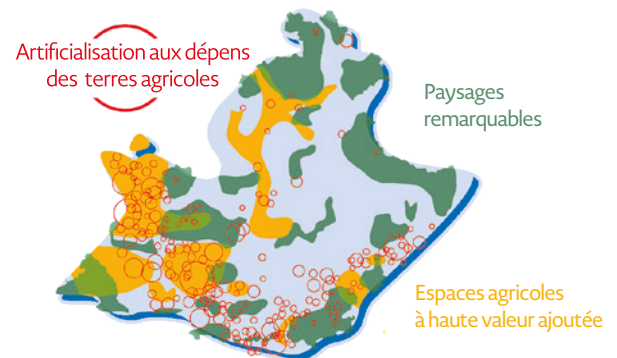 Artificialisation aux dépens
des terres agricoles
Paysages
remarquables
Espaces agricoles
à haute valeur ajoutée